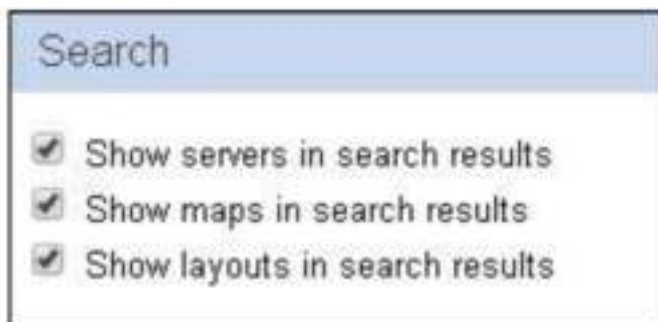 Search
Show servers in search results
Show maps in search results
Show layouts in search results